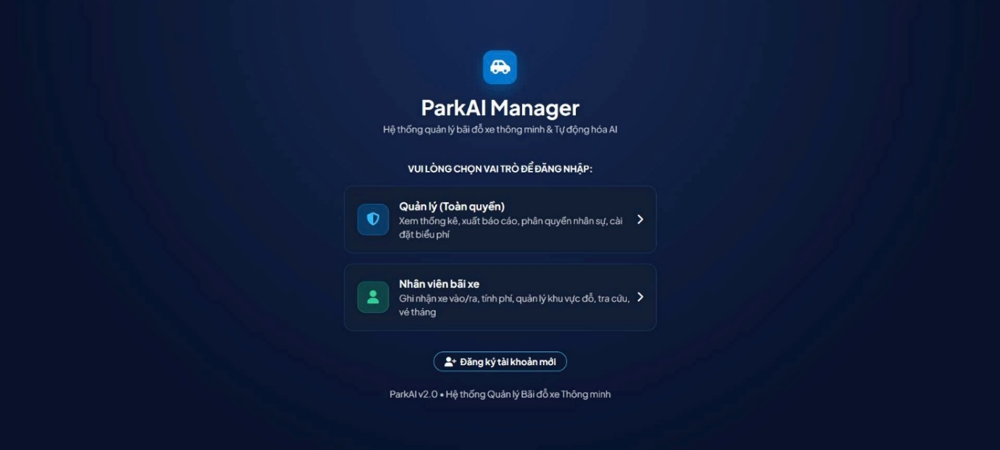 ParkAI Manager
Hệ thống quản lý bãi đỗ xe thông minh & Tự động hóa AI
VUI LÒNG CHỌN VAI TRÒ ĐỂ ĐĂNG NHẬP:
Quản lý (Toàn quyền)
Xem thống kê, xuất báo cáo, phân quyền nhân sự, cài
đặt biểu phí
Nhân viên bãi xe
Ghi nhận xe vào/ra, tính phí, quản lý khu vực đỗ, tra cứu,
vé tháng
Đăng ký tài khoản mới
ParkAI v2.0 • Hệ thống Quản lý Bãi đỗ xe Thông minh